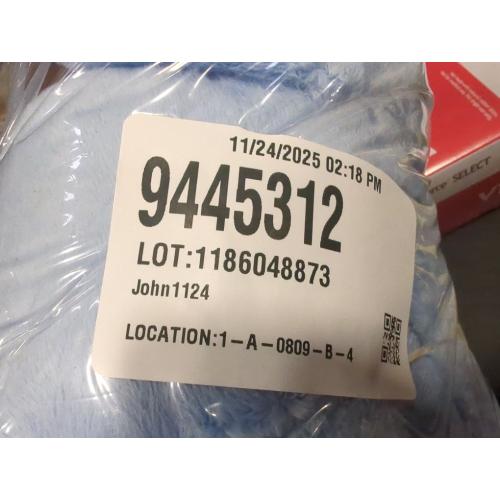 11/24/2025 02:18 PM
9445312
LOT:1186048873
John1124
LOCATION:1-A-0809-B-4
SELECT